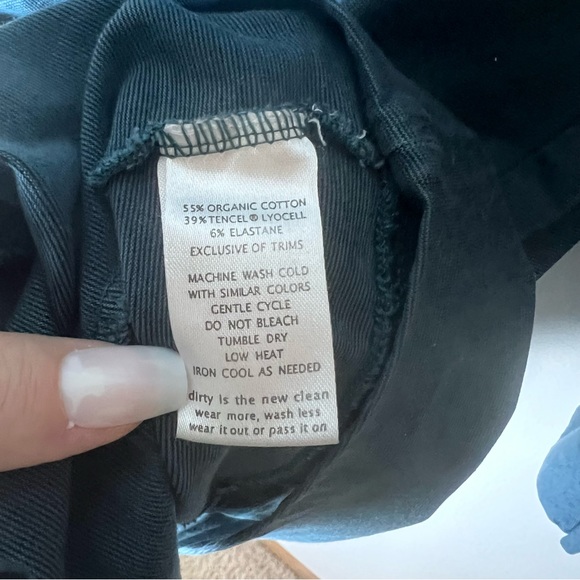 55% ORGANIC COTTON
39% TENCEL® LYOCELL
6% ELASTANE
EXCLUSIVE OF TRIMS
MACHINE WASH COLD
WITH SIMILAR COLORS
GENTLE CYCLE
DO NOT BLEACH
TUMBLE DRY
LOW HEAT
IRON COOL AS NEEDED
dirty is the new clean
wear more, wash less
wear it out or pass it on